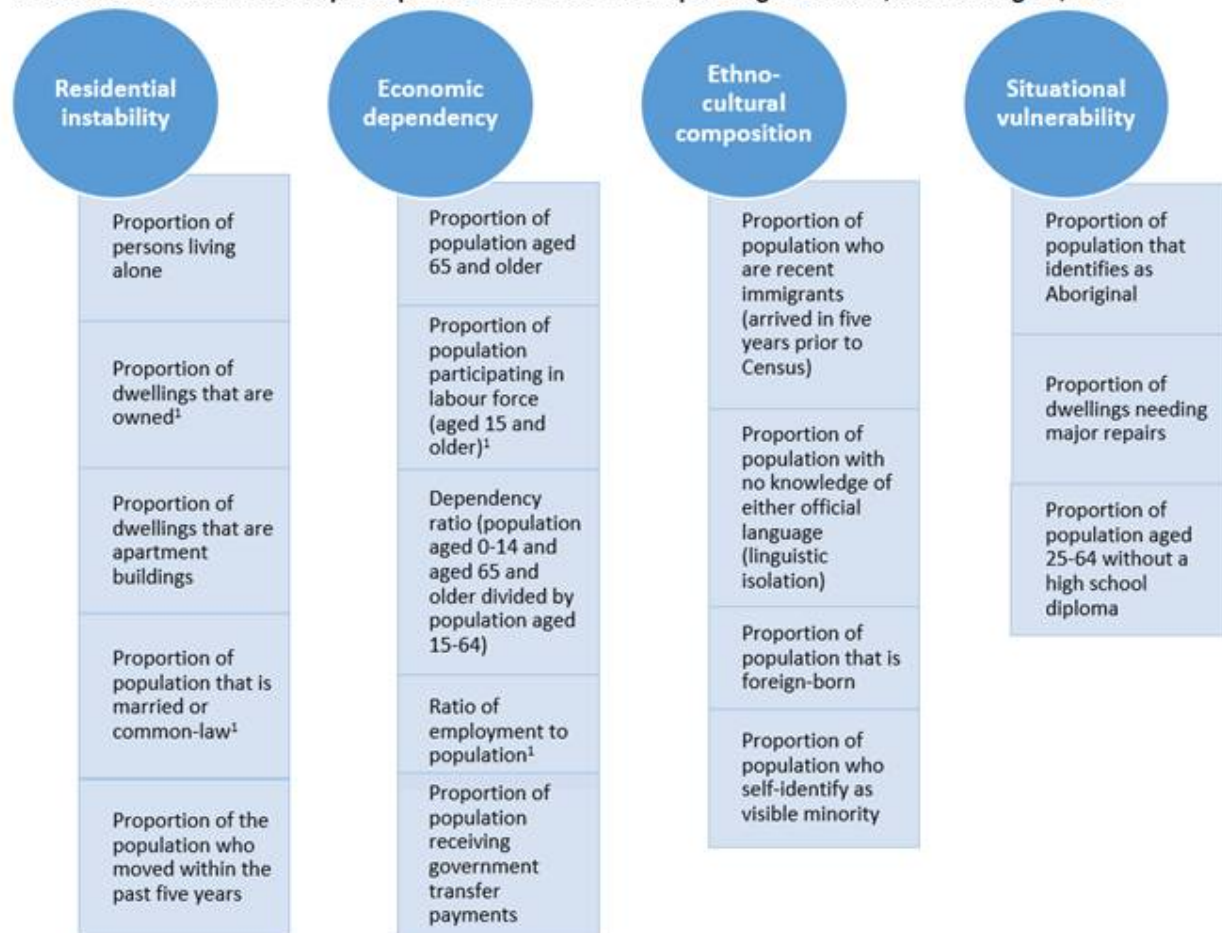 Residential
instability
Proportion of
persons living
alone
Proportion of
dwellings that are
owned¹
Proportion of
dwellings that are
apartment
buildings
Proportion of
population that is
married or
common-law¹
Proportion of the
population who
moved within the
past five years
Economic
dependency
Proportion of
population aged
65 and older
Proportion of
population
participating in
labour force
(aged 15 and
older)¹
Dependency
ratio (population
aged 0-14 and
aged 65 and
older divided by
population aged
15-64)
Ratio of
employment to
population¹
Proportion of
population
receiving
government
transfer
payments
Ethno-
cultural
composition
Proportion of
population who
are recent
immigrants
(arrived in five
years prior to
Census)
Proportion of
population with
no knowledge of
either official
language
(linguistic
isolation)
Proportion of
population that is
foreign-born
Proportion of
population who
self-identify as
visible minority
Situational
vulnerability
Proportion of
population that
identifies as
Aboriginal
Proportion of
dwellings needing
major repairs
Proportion of
population aged
25-64 without a
high school
diploma